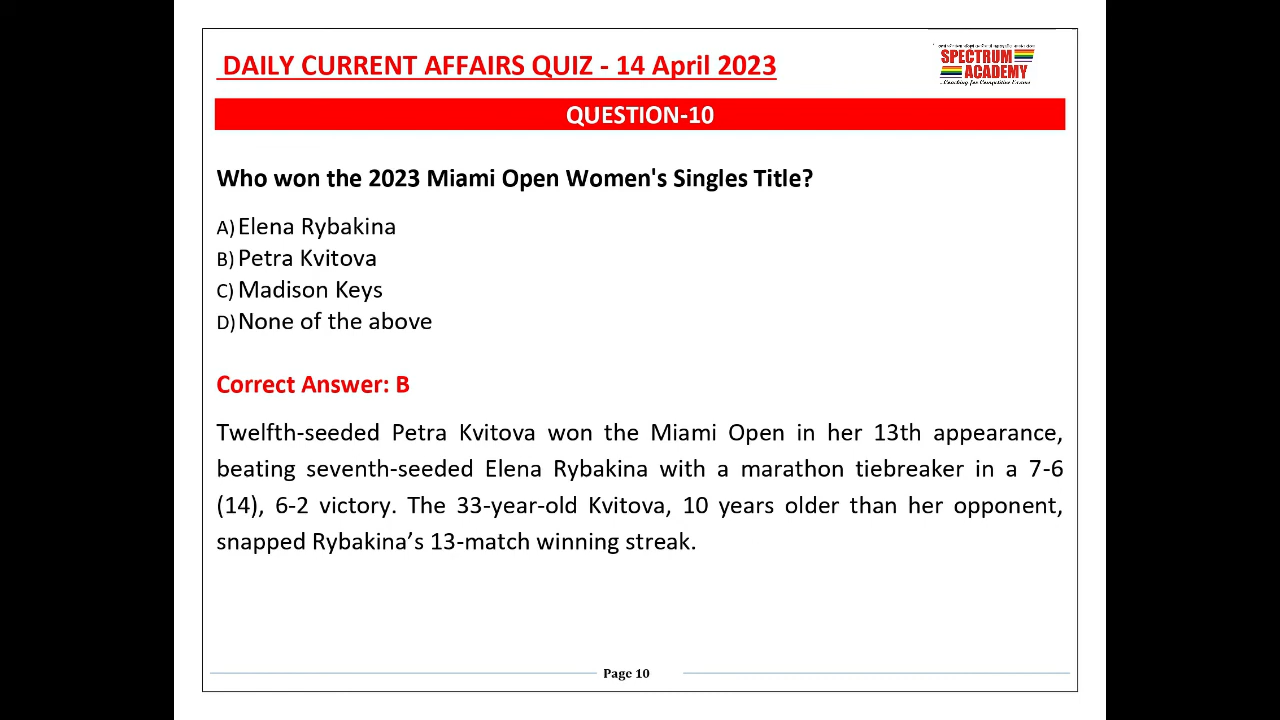 DAILY CURRENT AFFAIRS QUIZ - 14 April 2023
SPECTRUM
ACADEMY
...Coaching for Competitive Exams
QUESTION-10
Who won the 2023 Miami Open Women's Singles Title?
A) Elena Rybakina
B) Petra Kvitova
C) Madison Keys
D) None of the above
Correct Answer: B
Twelfth-seeded Petra Kvitova won the Miami Open in her 13th appearance,
beating seventh-seeded Elena Rybakina with a marathon tiebreaker in a 7-6
(14), 6-2 victory. The 33-year-old Kvitova, 10 years older than her opponent,
snapped Rybakina’s 13-match winning streak.
Page 10